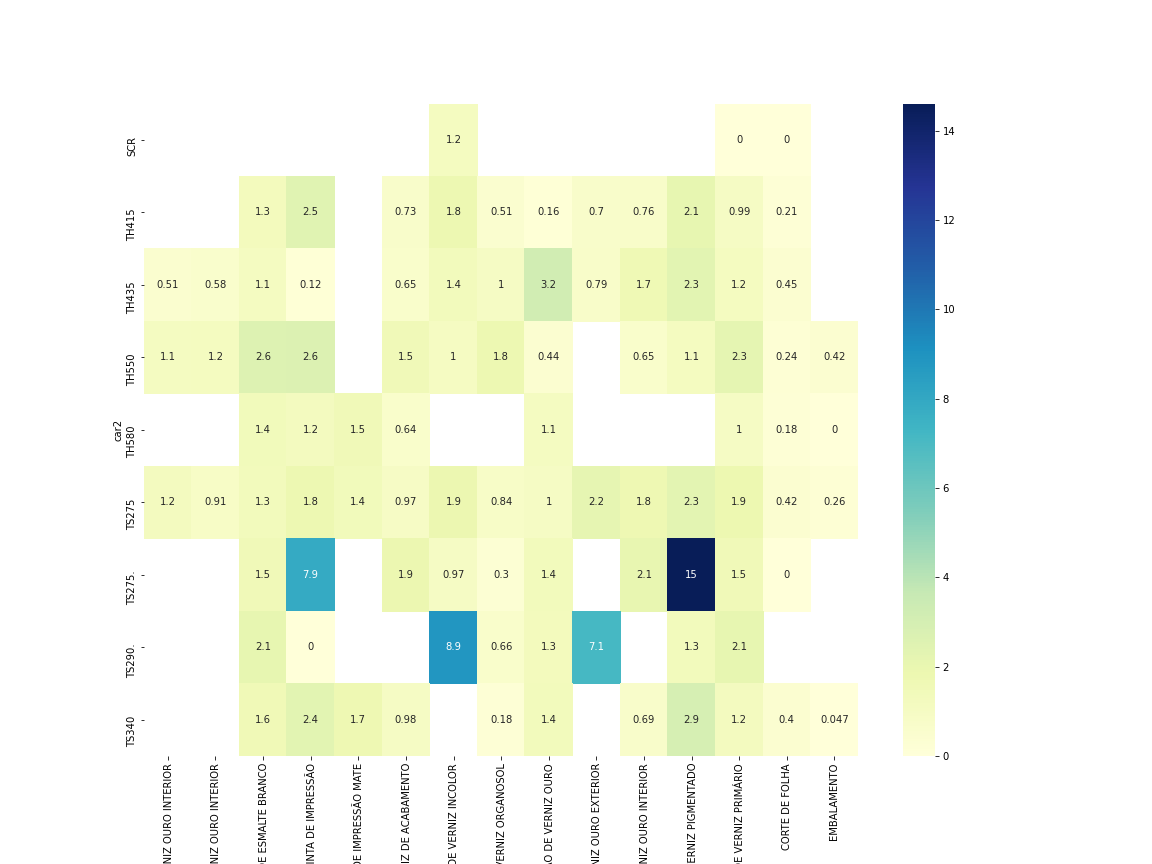 SCR 1.2 0 0
TH415 1.3 2.5 0.73 1.8 0.51 0.16 0.7 0.76 2.1 0.99 0.21
TH435 0.51 0.58 1.1 0.12 0.65 1.4 1 3.2 0.79 1.7 2.3 1.2 0.45
TH550 1.1 1.2 2.6 2.6 1.5 1 1.8 0.44 0.65 1.1 2.3 0.24 0.42
car2
TH580 1.4 1.2 1.5 0.64 1.1 1 0.18 0
TS275 1.2 0.91 1.3 1.8 1.4 0.97 1.9 0.84 1 2.2 1.8 2.3 1.9 0.42 0.26
TS275. 1.5 7.9 1.9 0.97 0.3 1.4 2.1 15 1.5 0
TS290. 2.1 0 8.9 0.66 1.3 7.1 1.3 2.1
TS340 1.6 2.4 1.7 0.98 0.18 1.4 0.69 2.9 1.2 0.4 0.047
NIZ OURO INTERIOR
NIZ OURO INTERIOR
DE ESMALTE BRANCO
INTA DE IMPRESSÃO
DE IMPRESSÃO MATE
IZ DE ACABAMENTO
DE VERNIZ INCOLOR
VERNIZ ORGANOSOL
ÃO DE VERNIZ OURO
NIZ OURO EXTERIOR
NIZ OURO INTERIOR
ERNIZ PIGMENTADO
DE VERNIZ PRIMÁRIO
CORTE DE FOLHA
EMBALAMENTO
14
12
10
8
6
4
2
0